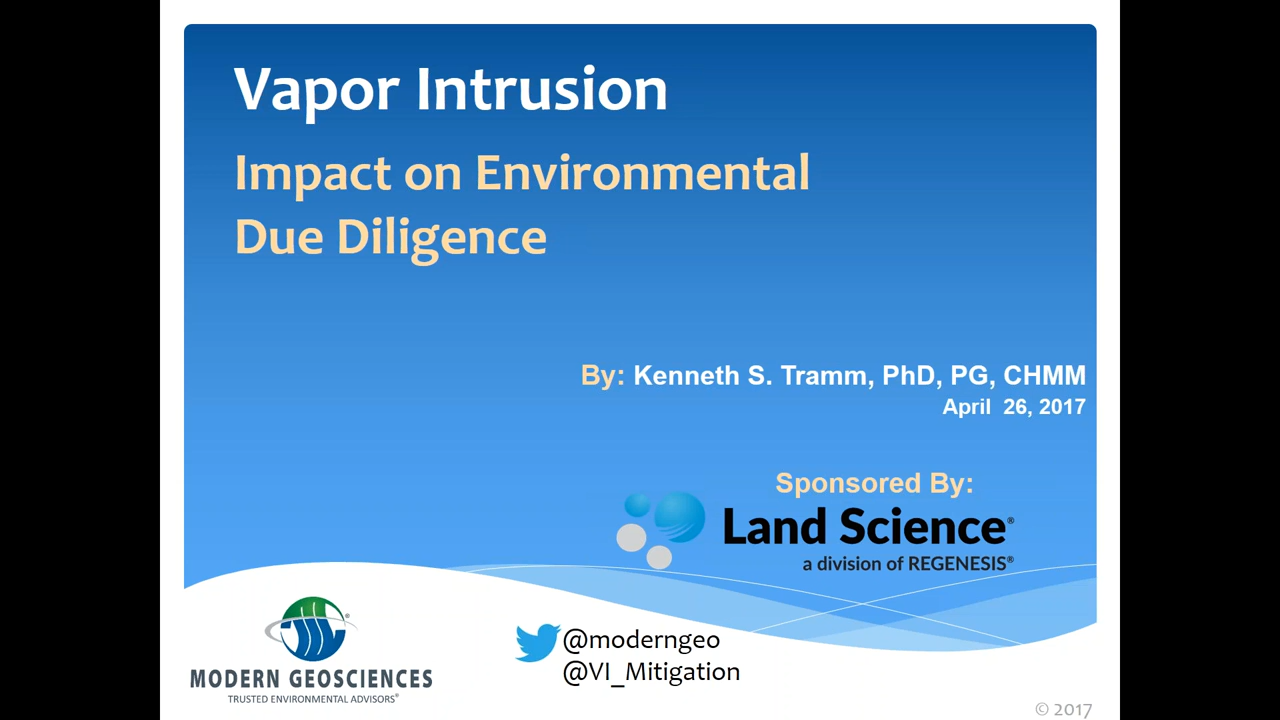 Vapor Intrusion
Impact on Environmental
Due Diligence
By: Kenneth S. Tramm, PhD, PG, CHMM
April 26, 2017
Sponsored By:
Land Science®
a division of REGENESIS®
MODERN GEOSCIENCES
TRUSTED ENVIRONMENTAL ADVISORS®
@moderngeo
@VI_Mitigation
© 2017